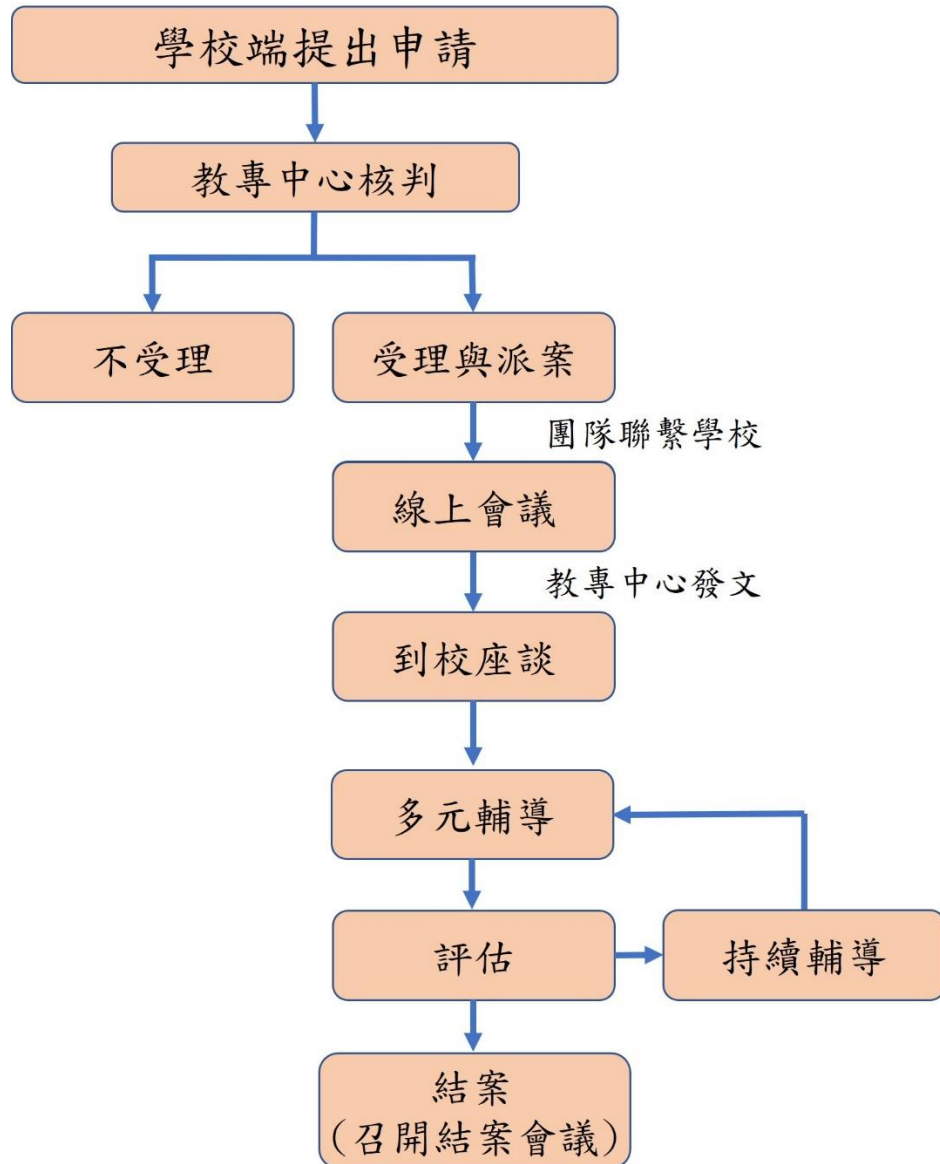 學校端提出申請
教專中心核判
不受理
受理與派案
團隊聯繫學校
線上會議
教專中心發文
到校座談
多元輔導
評估
持續輔導
結案
(召開結案會議)